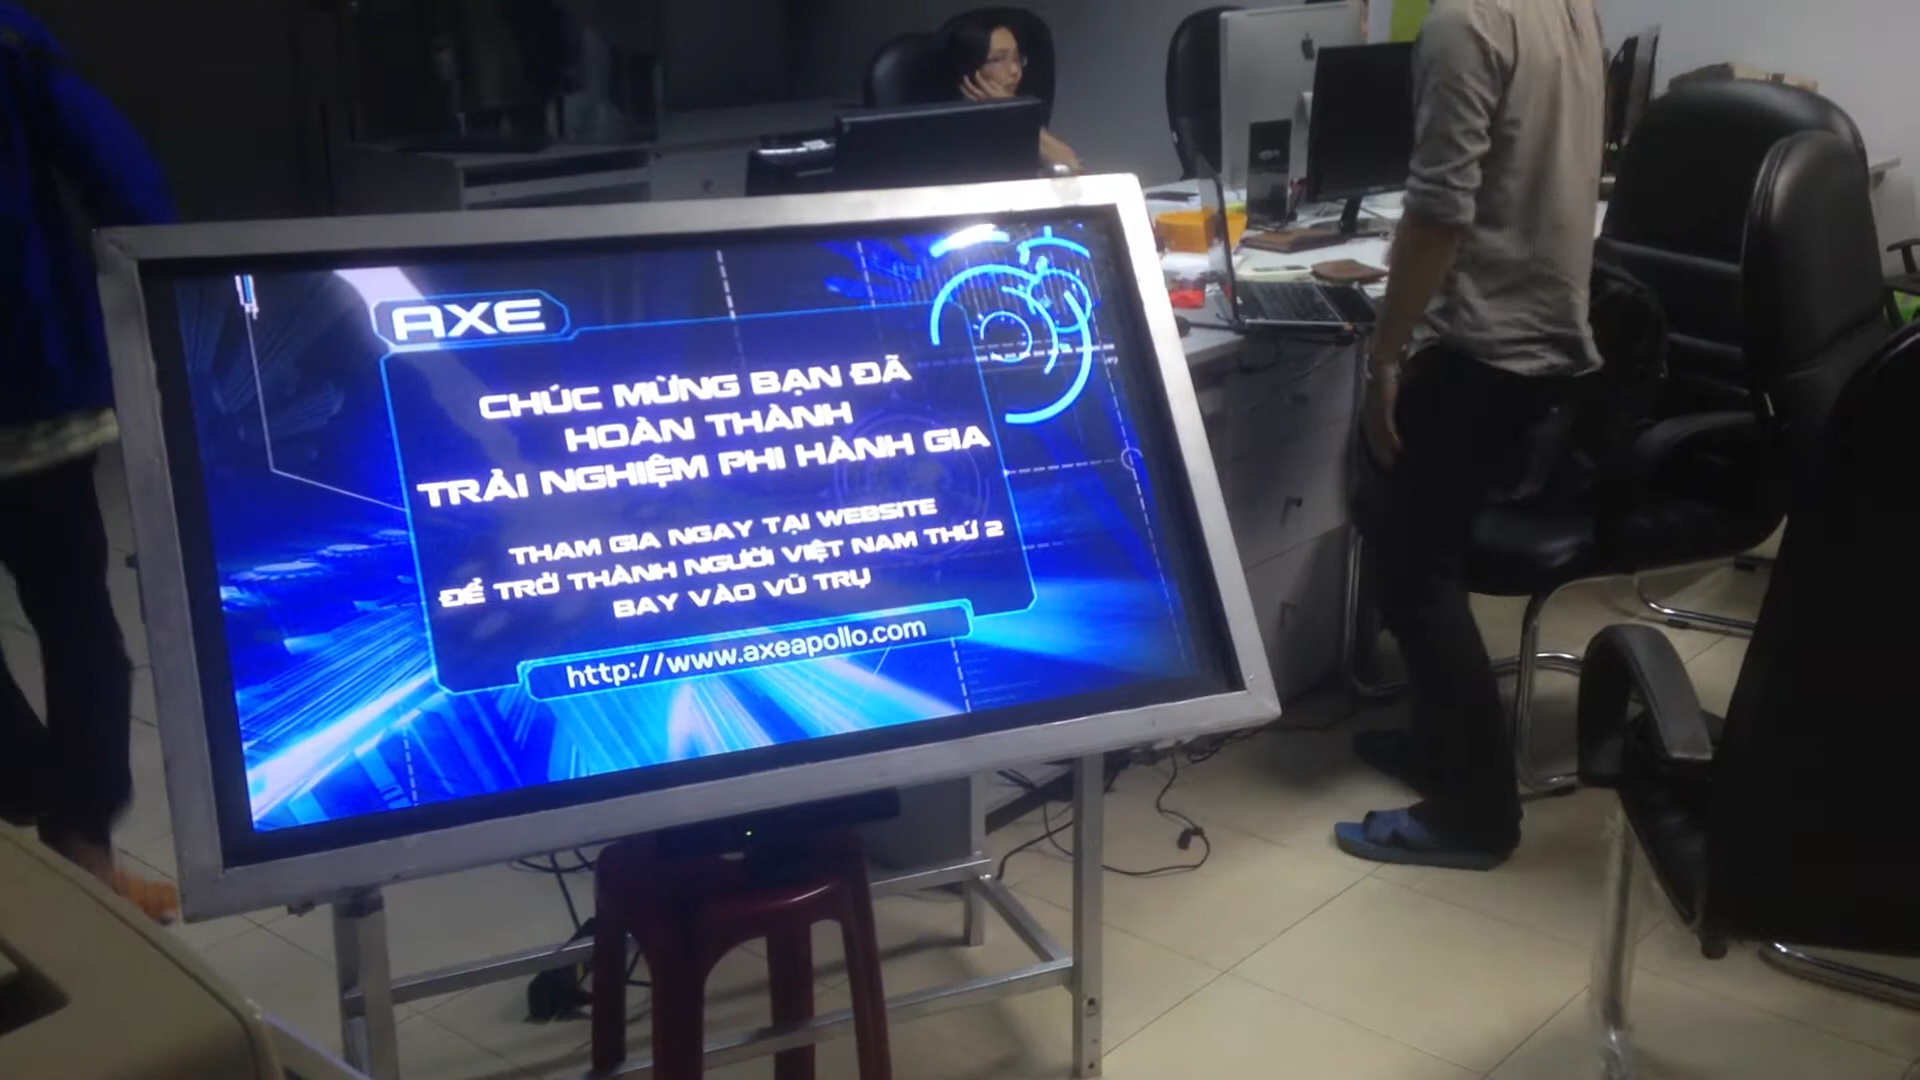 AXE
CHÚC MỪNG BẠN ĐÃ
HOÀN THÀNH
TRẢI NGHIỆM PHI HÀNH GIA
THAM GIA NGAY TẠI WEBSITE
ĐỂ TRỞ THÀNH NGƯỜI VIỆT NAM THỨ 2
BAY VÀO VŨ TRỤ
http://www.axeapollo.com